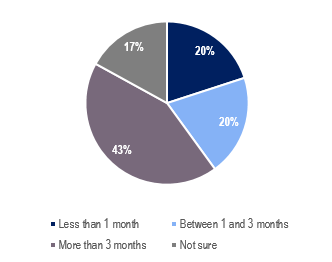 17%
20%
20%
43%
Less than 1 month
Between 1 and 3 months
More than 3 months
Not sure